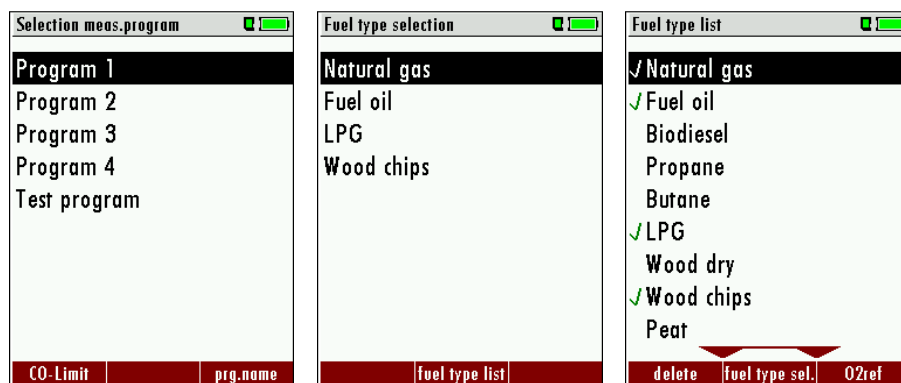 Selection meas.program
Program 1
Program 2
Program 3
Program 4
Test program
CO-Limit
prg.name
Fuel type selection
Natural gas
Fuel oil
LPG
Wood chips
fuel type list
Fuel type list
√ Natural gas
√ Fuel oil
Biodiesel
Propane
Butane
√ LPG
Wood dry
√ Wood chips
Peat
delete
fuel type sel.
O2ref